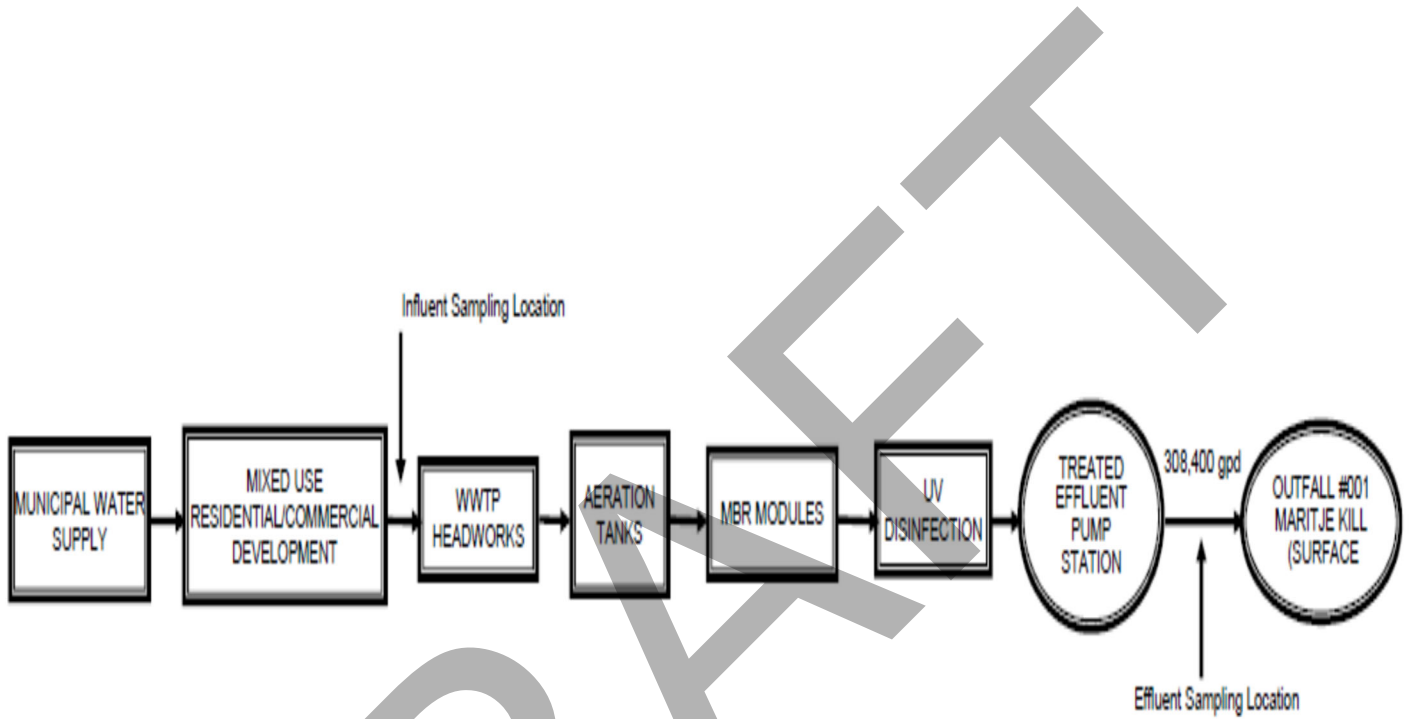 Influent Sampling Location
MUNICIPAL WATER
SUPPLY
MIXED USE
RESIDENTIAL/COMMERCIAL
DEVELOPMENT
WWTP
HEADWORKS
AERATION
TANKS
MBR MODULES
UV
DISINFECTION
TREATED
EFFLUENT
PUMP
STATION
308,400 gpd
OUTFALL #001
MARITJE KILL
(SURFACE
Effluent Sampling Location
RAFT